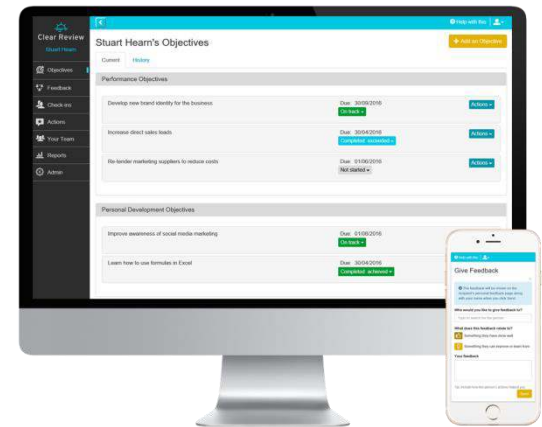 Clear Review
Stuart Hearn
Objectives
Feedback
Check-ins
Actions
Your Team
Reports
Admin
Help with this
Stuart Hearn's Objectives
+ Add an Objective
Current History
Performance Objectives
Develop new brand identity for the business
Due: 30/09/2016
On track
Actions
Increase direct sales leads
Due: 30/04/2016
Completed: exceeded
Actions
Re-tender marketing suppliers to reduce costs
Due: 01/08/2016
Not started
Actions
Personal Development Objectives
Improve awareness of social media marketing
Due: 01/08/2016
On track
Learn how to use formulas in Excel
Due: 30/04/2016
Completed: achieved
Help with this
Give Feedback
Who would you like to give feedback to?
What does this feedback relate to?
Something they have done well
Something they can improve or learn from
Your feedback